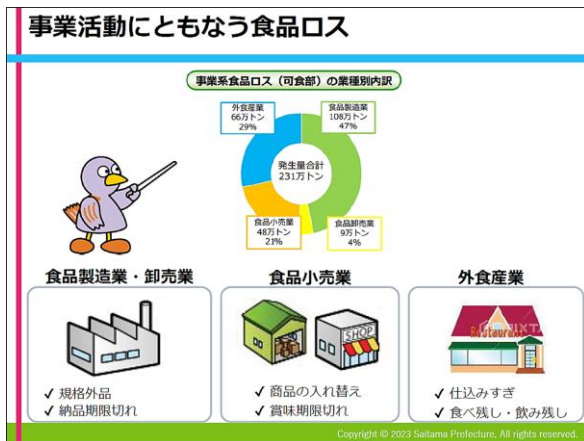 事業活動にともなう食品ロス
事業系食品ロス（可食部）の業種別内訳
外食産業
66万トン
29%
食品製造業
108万トン
47%
発生量合計
231万トン
食品小売業
48万トン
21%
食品卸売業
9万トン
4%
食品製造業・卸売業
✓ 規格外品
✓ 納品期限切れ
食品小売業
SHOP
✓ 商品の入れ替え
✓ 賞味期限切れ
外食産業
Restaurant
✓ 仕込みすぎ
✓ 食べ残し・飲み残し
Copyright © 2023 Saitama Prefecture. All rights reserved.